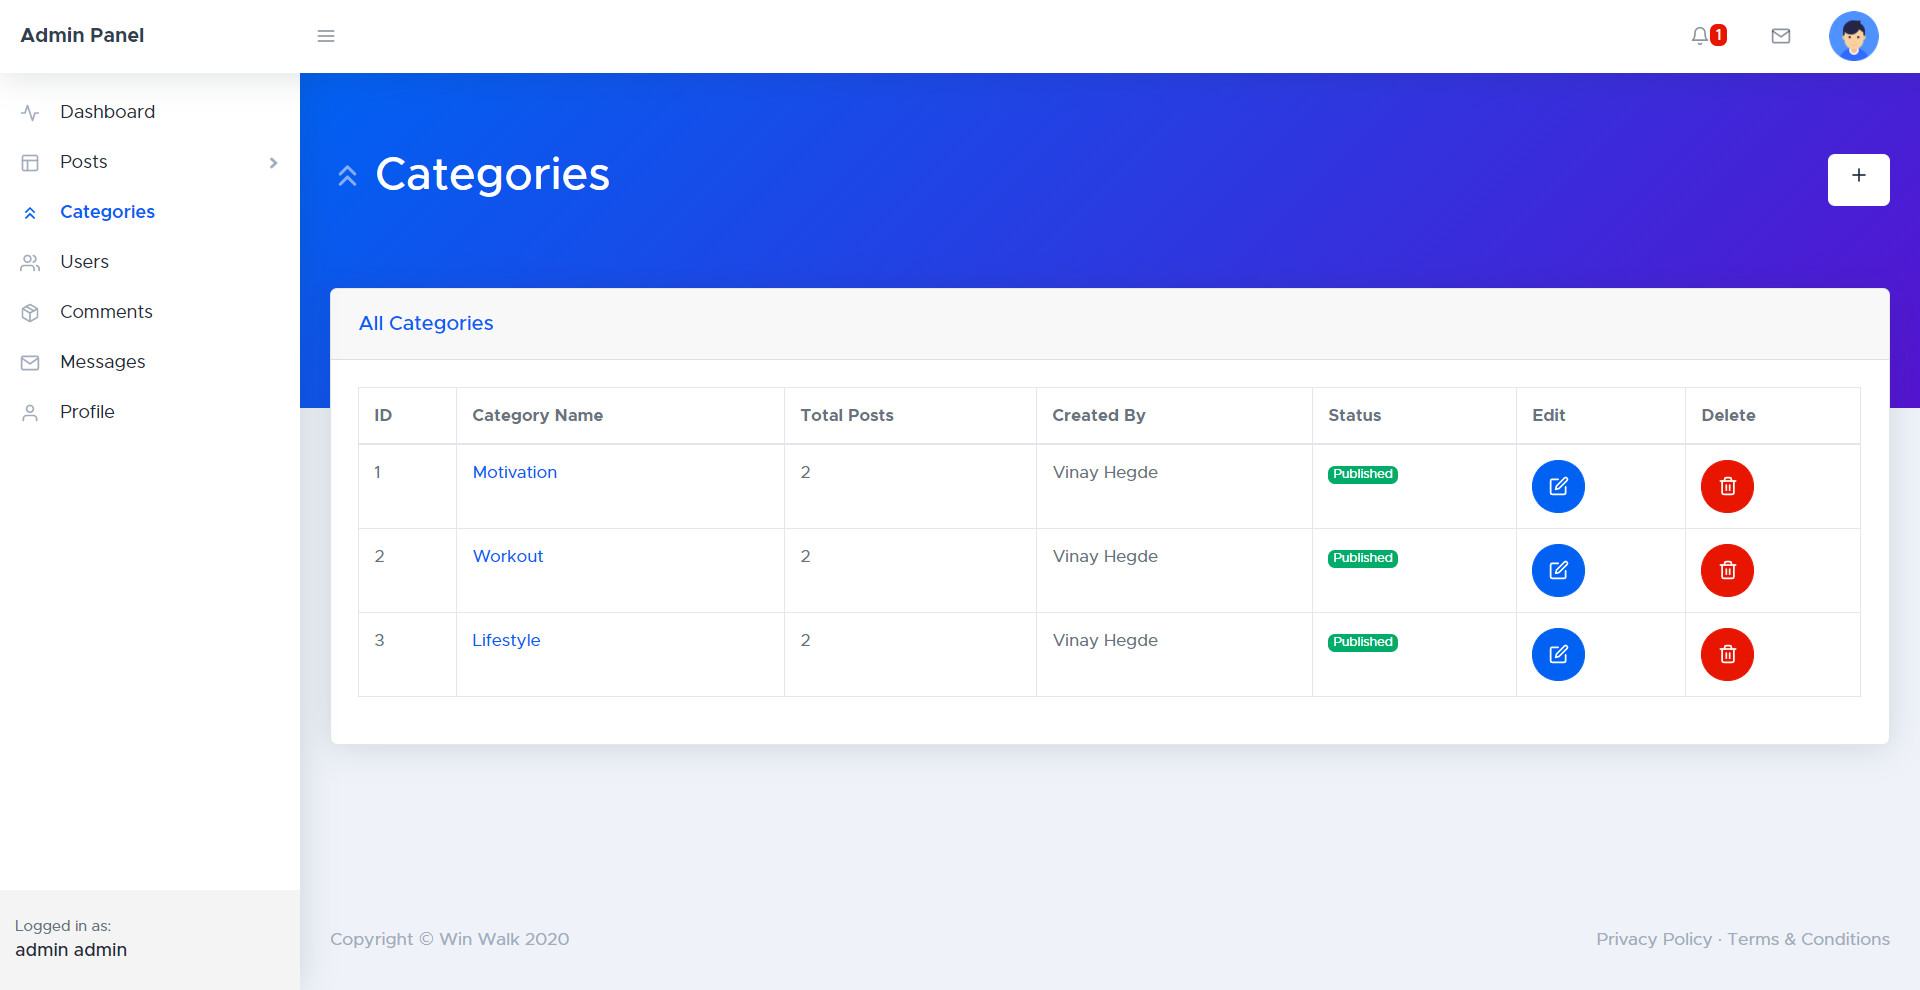 Admin Panel
1
Dashboard
Posts
Categories
Users
Comments
Messages
Profile
Logged in as:
admin admin
Categories
+
All Categories
ID Category Name Total Posts Created By Status Edit Delete
1 Motivation 2 Vinay Hegde Published
2 Workout 2 Vinay Hegde Published
3 Lifestyle 2 Vinay Hegde Published
Copyright © Win Walk 2020
Privacy Policy · Terms & Conditions